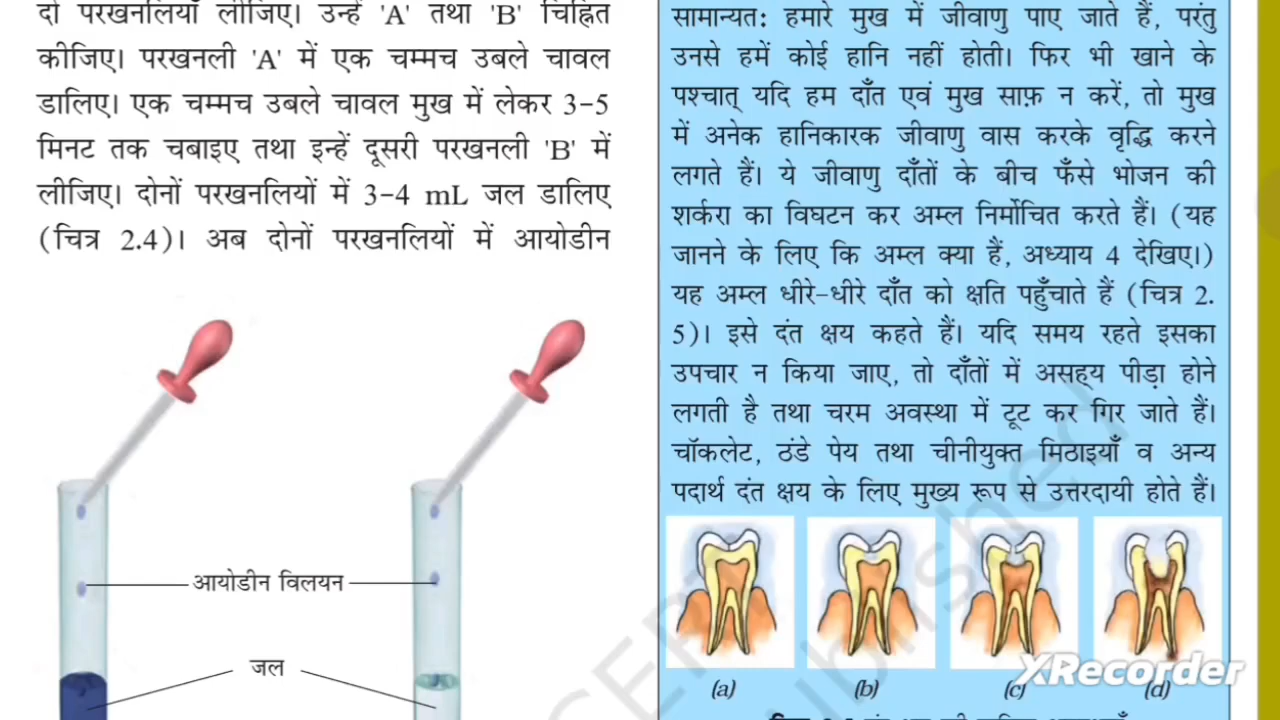 दो परखनलियाँ लीजिए। उन्हें 'A' तथा 'B' चिह्नित
कीजिए। परखनली 'A' में एक चम्मच उबले चावल
डालिए। एक चम्मच उबले चावल मुख में लेकर 3-5
मिनट तक चबाइए तथा इन्हें दूसरी परखनली 'B' में
लीजिए। दोनों परखनलियों में 3-4 mL जल डालिए
(चित्र 2.4)। अब दोनों परखनलियों में आयोडीन
आयोडीन विलयन
जल
सामान्यत: हमारे मुख में जीवाणु पाए जाते हैं, परंतु
उनसे हमें कोई हानि नहीं होती। फिर भी खाने के
पश्चात् यदि हम दाँत एवं मुख साफ़ न करें, तो मुख
में अनेक हानिकारक जीवाणु वास करके वृद्धि करने
लगते हैं। ये जीवाणु दाँतों के बीच फँसे भोजन की
शर्करा का विघटन कर अम्ल निर्मोचित करते हैं। (यह
जानने के लिए कि अम्ल क्या हैं, अध्याय 4 देखिए।)
यह अम्ल धीरे-धीरे दाँत को क्षति पहुँचाते हैं (चित्र 2.
5)। इसे दंत क्षय कहते हैं। यदि समय रहते इसका
उपचार न किया जाए, तो दाँतों में असह्य पीड़ा होने
लगती है तथा चरम अवस्था में टूट कर गिर जाते हैं।
चॉकलेट, ठंडे पेय तथा चीनीयुक्त मिठाइयाँ व अन्य
पदार्थ दंत क्षय के लिए मुख्य रूप से उत्तरदायी होते हैं।
(a) (b) (c) (d)
XRecorder